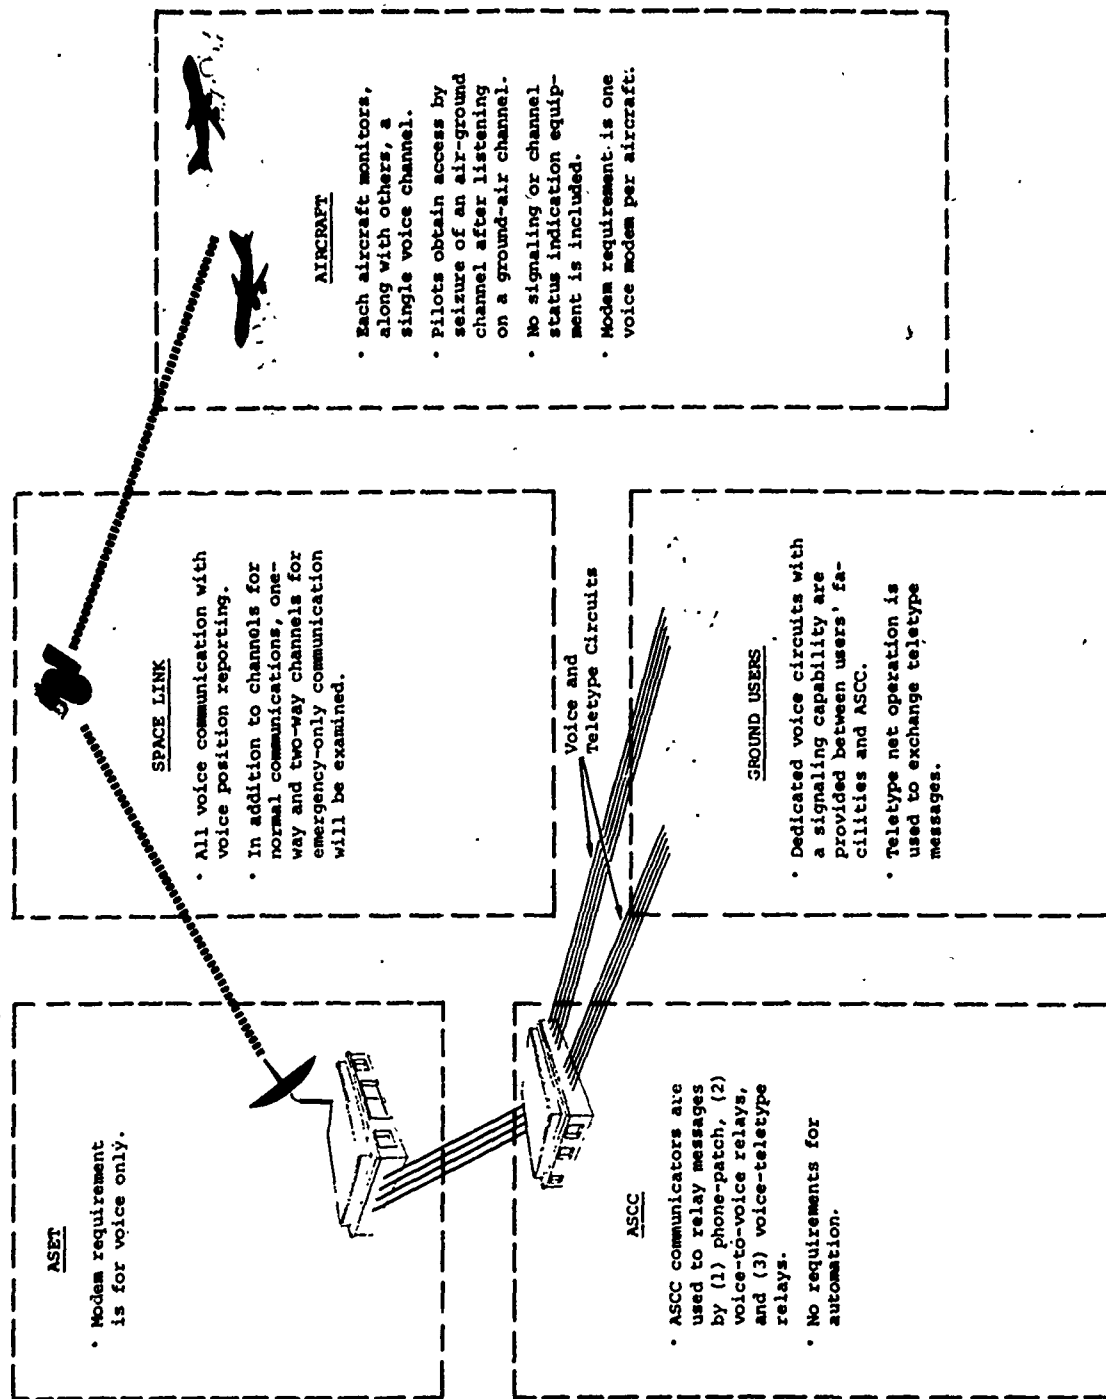 ASET
· Modem requirement
is for voice only.
SPACE LINK
· All voice communication with
voice position reporting.
· In addition to channels for
normal communications, one-
way and two-way channels for
emergency-only communication
will be examined.
AIRCRAFT
· Each aircraft monitors,
along with others, a
single voice channel.
· Pilots obtain access by
seizure of an air-ground
channel after listening
on a ground-air channel.
· No signaling or channel
status indication equip-
ment is included.
· Modem requirement is one
voice modem per aircraft.
ASCC
· ASCC communicators are
used to relay messages
by (1) phone-patch, (2)
voice-to-voice relays,
and (3) voice-teletype
relays.
· No requirements for
automation.
Voice and
Teletype Circuits
GROUND USERS
· Dedicated voice circuits with
a signaling capability are
provided between users' fa-
cilities and ASCC.
· Teletype net operation is
used to exchange teletype
messages.